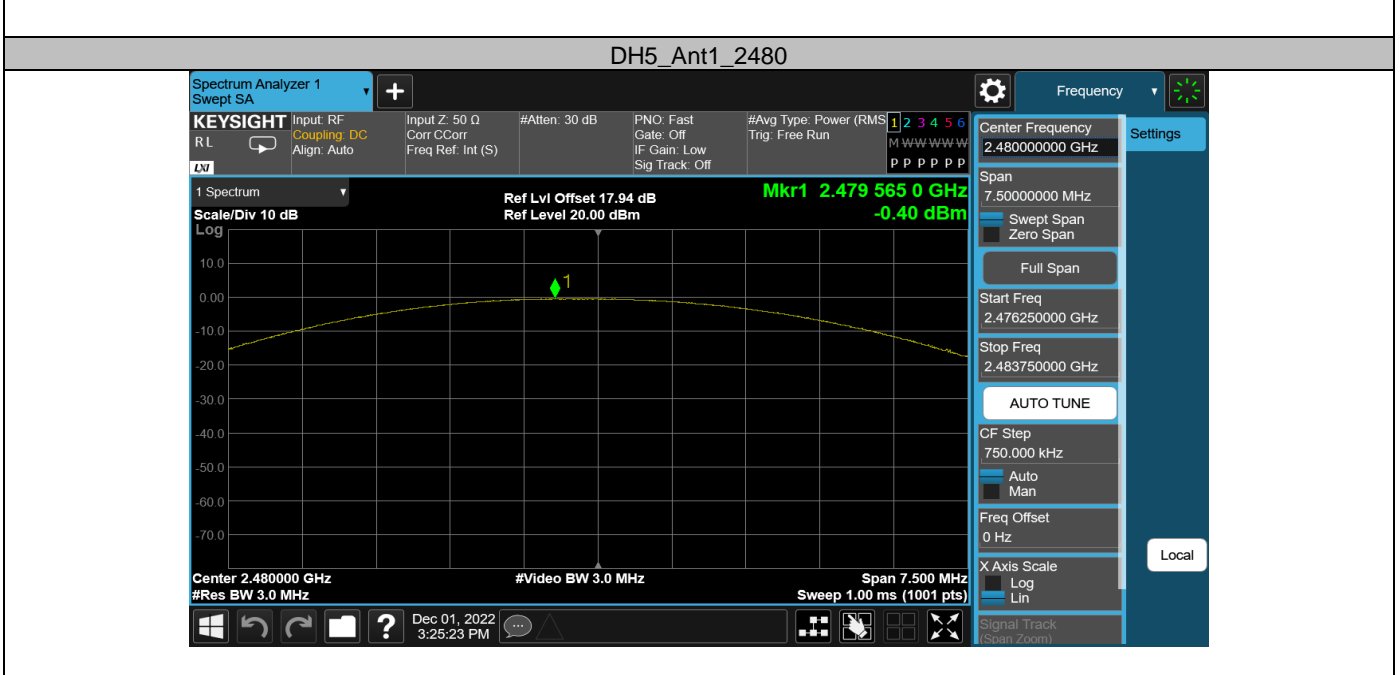 DH5_Ant1_2480
Spectrum Analyzer 1
Swept SA
Frequency
KEYSIGHT
RL
LXI
Input: RF
Coupling: DC
Align: Auto
Input Z: 50 Ω
Corr CCorr
Freq Ref: Int (S)
#Atten: 30 dB
PNO: Fast
Gate: Off
IF Gain: Low
Sig Track: Off
#Avg Type: Power (RMS
Trig: Free Run
1 2 3 4 5 6
M W W W W W
P P P P P P
1 Spectrum
Scale/Div 10 dB
Ref Lvl Offset 17.94 dB
Ref Level 20.00 dBm
Mkr1 2.479 565 0 GHz
-0.40 dBm
Log
10.0
0.00
-10.0
-20.0
-30.0
-40.0
-50.0
-60.0
-70.0
1
Center 2.480000 GHz
#Res BW 3.0 MHz
#Video BW 3.0 MHz
Span 7.500 MHz
Sweep 1.00 ms (1001 pts)
Dec 01, 2022
3:25:23 PM
Center Frequency
2.480000000 GHz
Span
7.50000000 MHz
Swept Span
Zero Span
Full Span
Start Freq
2.476250000 GHz
Stop Freq
2.483750000 GHz
AUTO TUNE
CF Step
750.000 kHz
Auto
Man
Freq Offset
0 Hz
X Axis Scale
Log
Lin
Signal Track
(Span Zoom)
Settings
Local